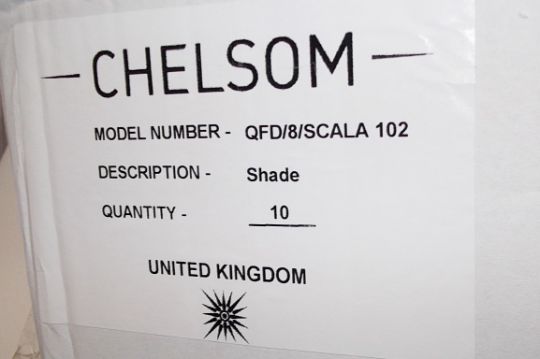 CHELSOM
MODEL NUMBER - QFD/8/SCALA 102
DESCRIPTION - Shade
QUANTITY - 10
UNITED KINGDOM